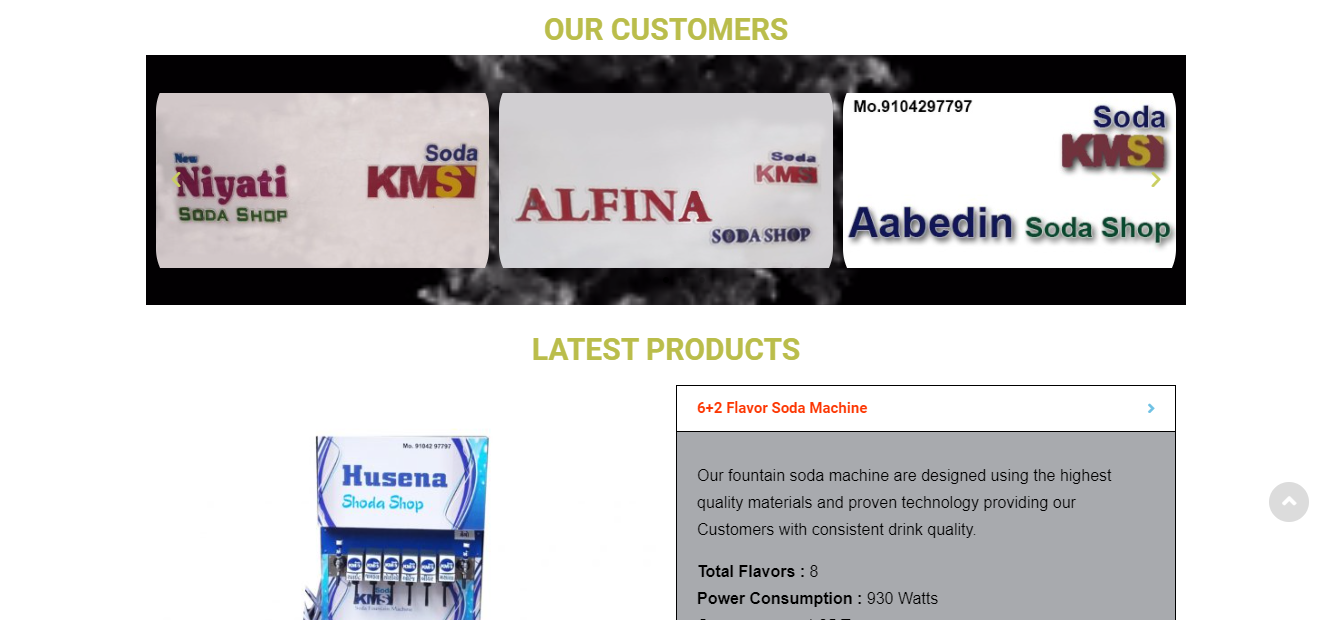 OUR CUSTOMERS
New
Niyati
SODA SHOP
Soda
KMS
Soda
KMS
ALFINA
SODA SHOP
Mo.9104297797
Soda
KMS
Aabedin Soda Shop
LATEST PRODUCTS
6+2 Flavor Soda Machine
Mo. 91042 97797
Husena
Shoda Shop
KMS
Soda Fountain Machine
Our fountain soda machine are designed using the highest
quality materials and proven technology providing our
Customers with consistent drink quality.
Total Flavors : 8
Power Consumption : 930 Watts